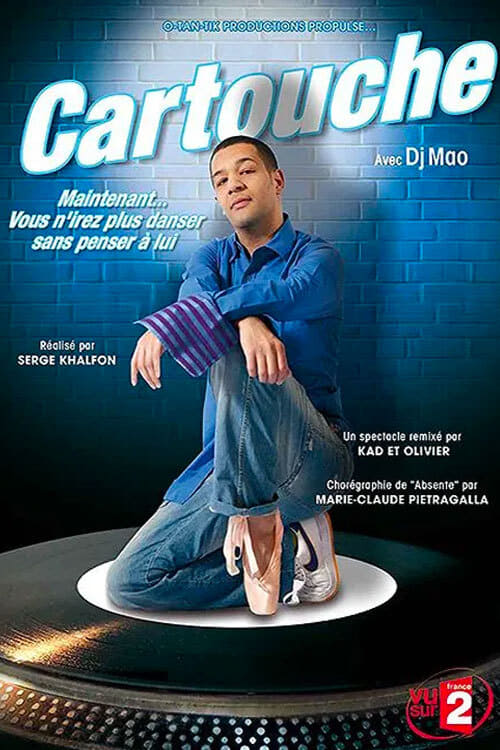 O-TAN-TIK PRODUCTIONS PROPULSE...
Cartouche
Avec Dj Mao
Maintenant...
Vous n'irez plus danser
sans penser à lui
Réalisé par
SERGE KHALFON
Un spectacle remixé par
KAD ET OLIVIER
Chorégraphie de "Absente" par
MARIE-CLAUDE PIETRAGALLA
vu
sur
france
2